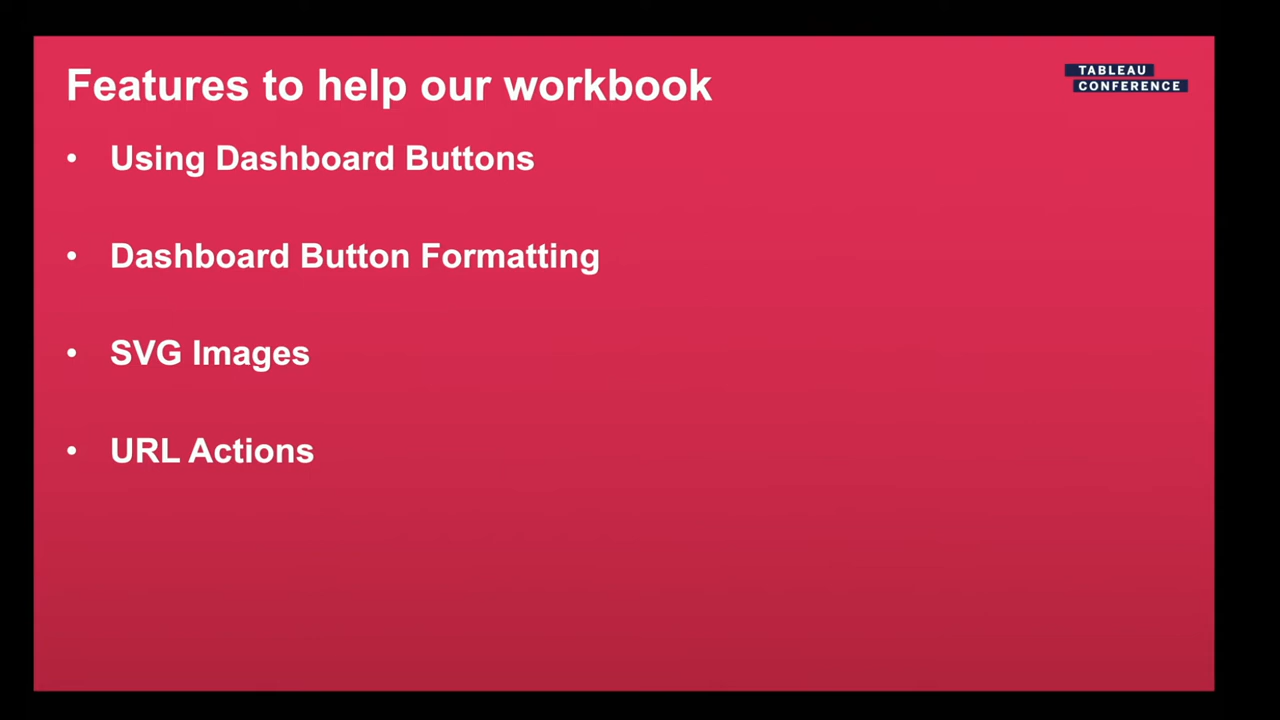 Features to help our workbook
TABLEAU
CONFERENCE
• Using Dashboard Buttons
• Dashboard Button Formatting
• SVG Images
• URL Actions